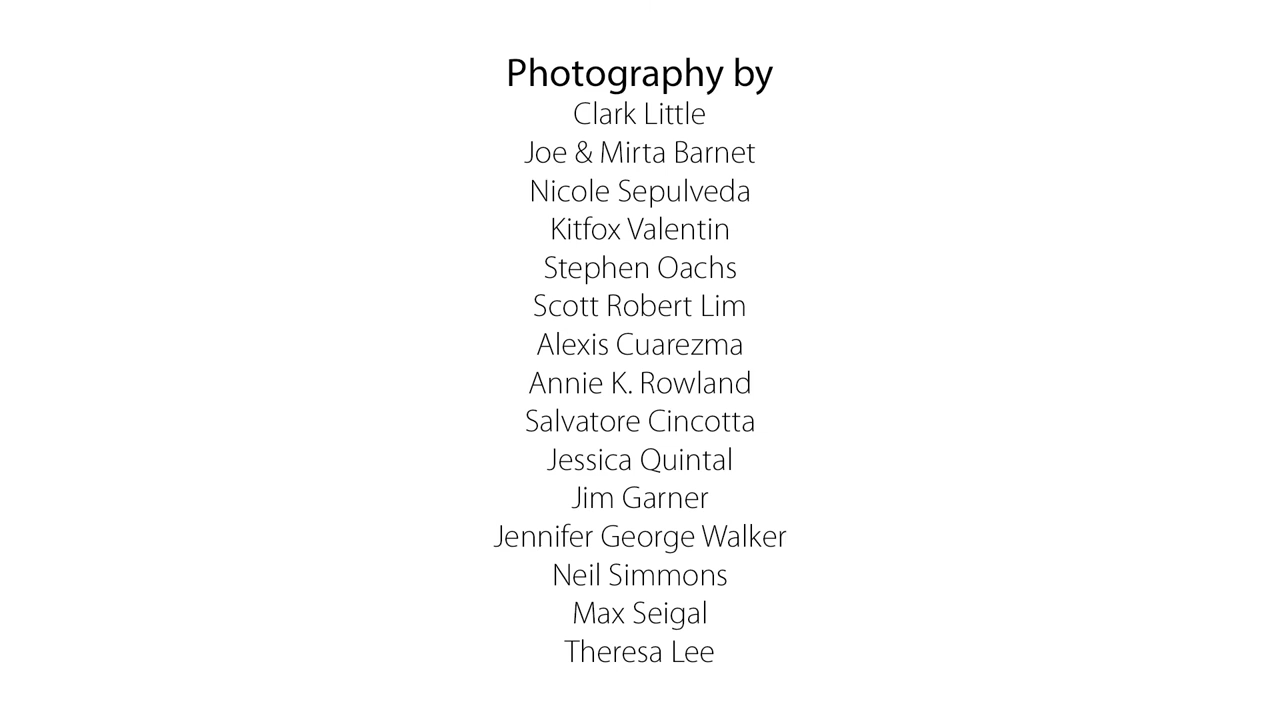 Photography by
Clark Little
Joe & Mirta Barnet
Nicole Sepulveda
Kitfox Valentin
Stephen Oachs
Scott Robert Lim
Alexis Cuarezma
Annie K. Rowland
Salvatore Cincotta
Jessica Quintal
Jim Garner
Jennifer George Walker
Neil Simmons
Max Seigal
Theresa Lee